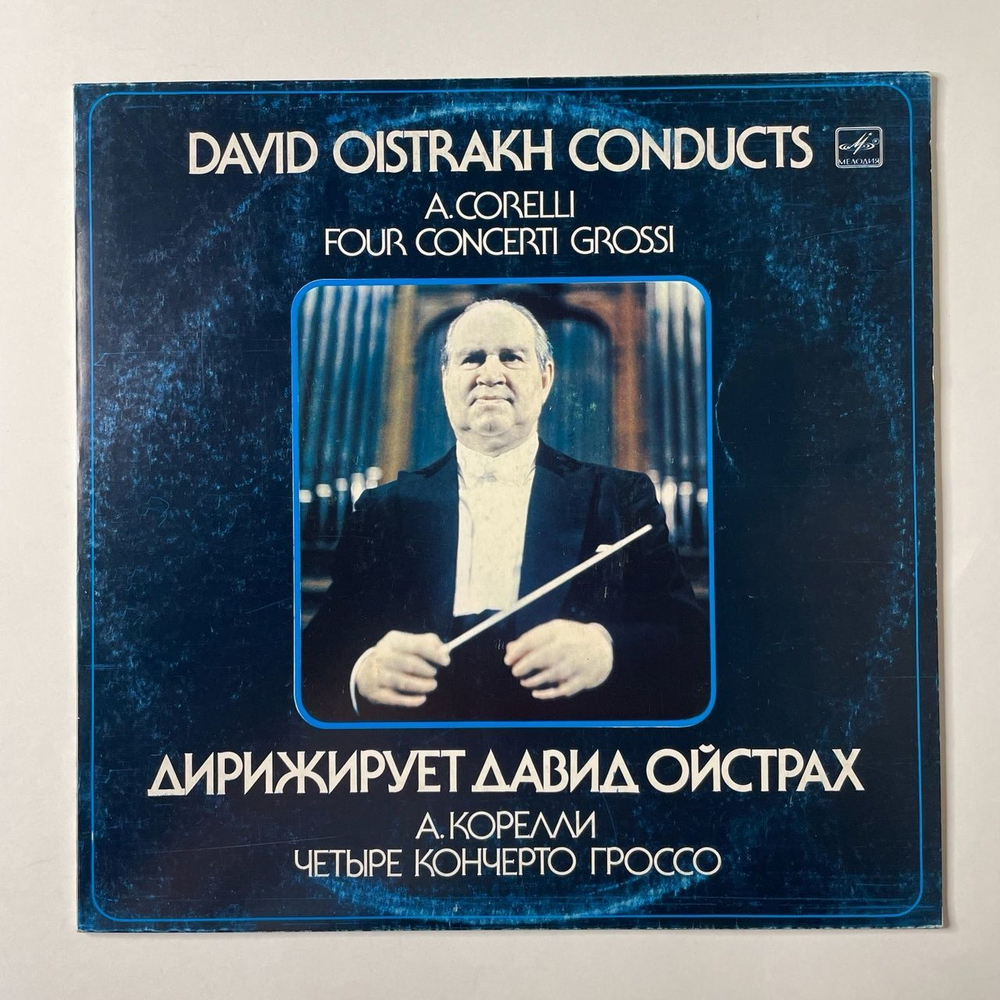 DAVID OISTRAKH CONDUCTS
МЕЛОДИЯ
A. CORELLI
FOUR CONCERTI GROSSI
ДИРИЖИРУЕТ ДАВИД ОЙСТРАХ
А. КОРЕЛЛИ
ЧЕТЫРЕ КОНЧЕРТО ГРОССО